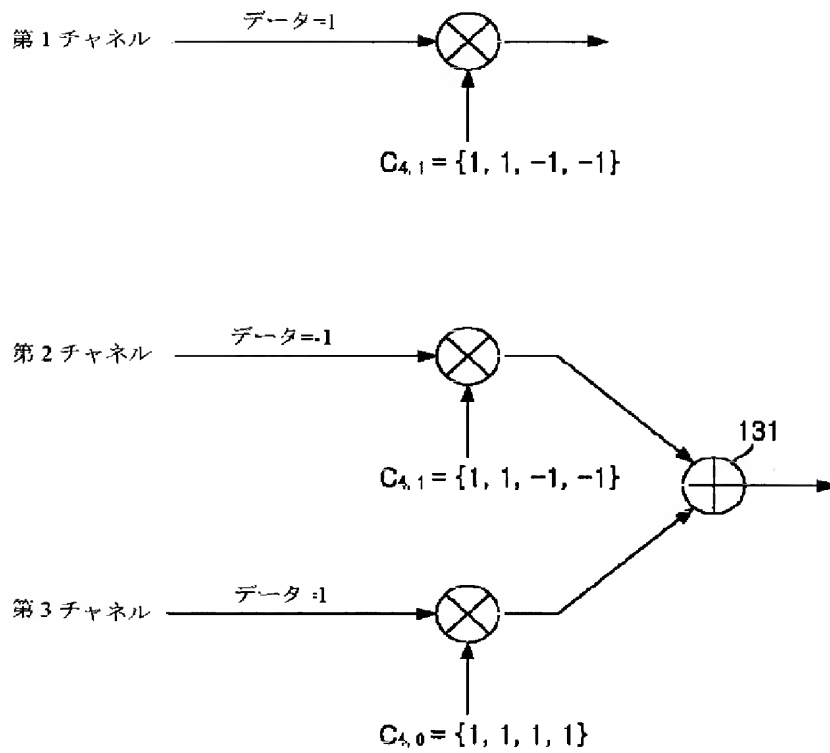 第1チャネル
データ=1
C4,1 = {1, 1, -1, -1}
第2チャネル
データ=-1
131
C4,1 = {1, 1, -1, -1}
第3チャネル
データ=1
C4,0 = {1, 1, 1, 1}